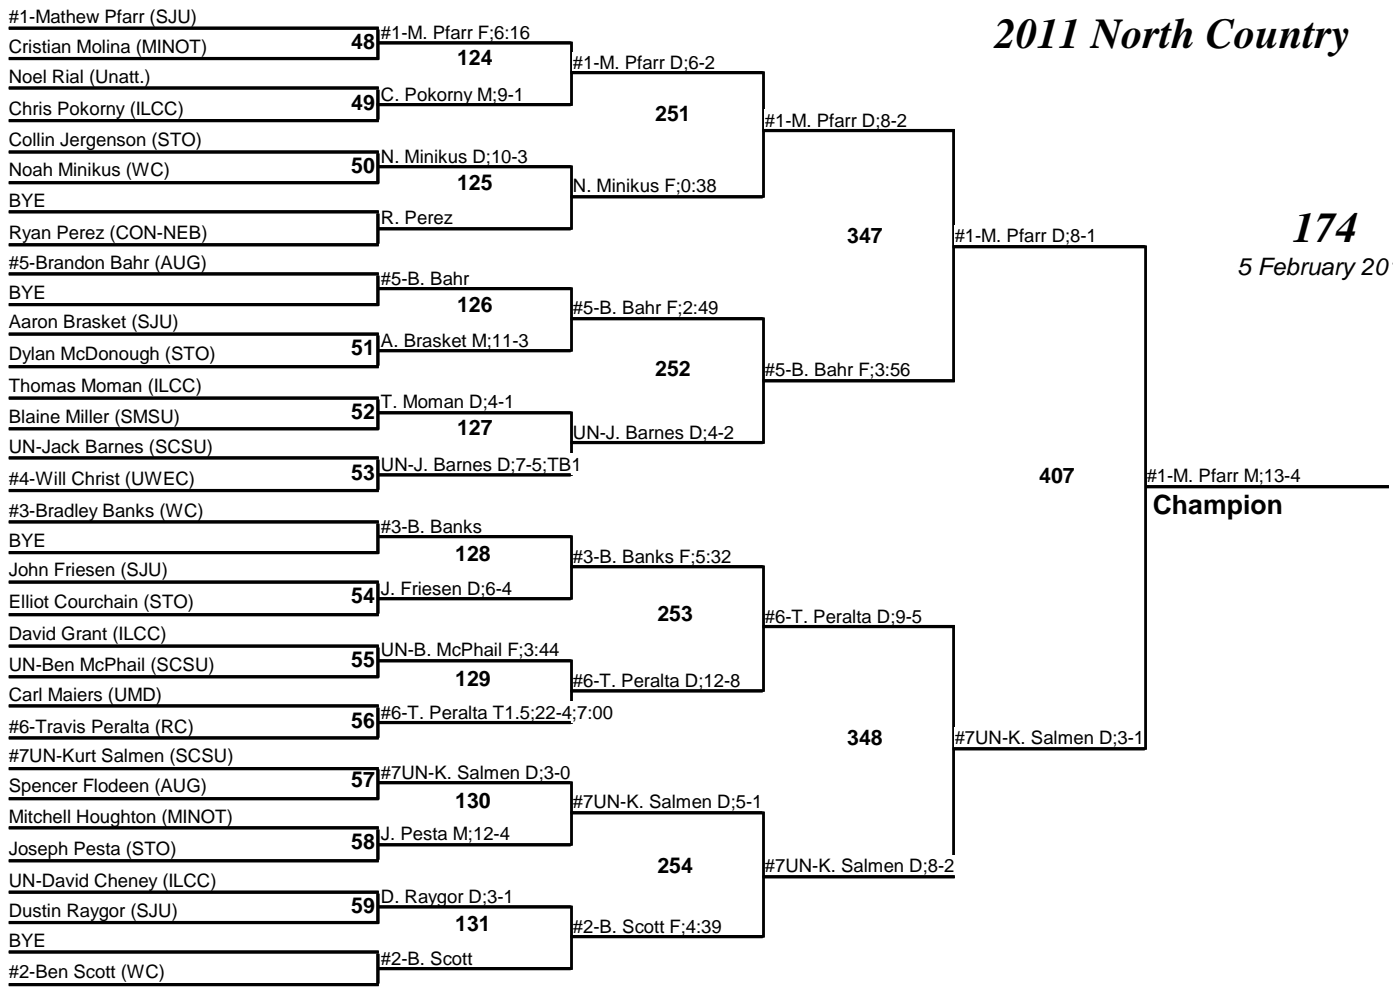 2011 North Country
174
5 February 20
#1-Mathew Pfarr (SJU)
Cristian Molina (MINOT)
Noel Rial (Unatt.)
Chris Pokorny (ILCC)
Collin Jergenson (STO)
Noah Minikus (WC)
BYE
Ryan Perez (CON-NEB)
#5-Brandon Bahr (AUG)
BYE
Aaron Brasket (SJU)
Dylan McDonough (STO)
Thomas Moman (ILCC)
Blaine Miller (SMSU)
UN-Jack Barnes (SCSU)
#4-Will Christ (UWEC)
#3-Bradley Banks (WC)
BYE
John Friesen (SJU)
Elliot Courchain (STO)
David Grant (ILCC)
UN-Ben McPhail (SCSU)
Carl Maiers (UMD)
#6-Travis Peralta (RC)
#7UN-Kurt Salmen (SCSU)
Spencer Flodeen (AUG)
Mitchell Houghton (MINOT)
Joseph Pesta (STO)
UN-David Cheney (ILCC)
Dustin Raygor (SJU)
BYE
#2-Ben Scott (WC)
48
49
50
51
52
53
54
55
56
57
58
59
#1-M. Pfarr F;6:16
124
C. Pokorny M;9-1
N. Minikus D;10-3
125
R. Perez
#5-B. Bahr
126
A. Brasket M;11-3
T. Moman D;4-1
127
UN-J. Barnes D;7-5;TB1
#3-B. Banks
128
J. Friesen D;6-4
UN-B. McPhail F;3:44
129
#6-T. Peralta T1.5;22-4;7:00
#7UN-K. Salmen D;3-0
130
J. Pesta M;12-4
D. Raygor D;3-1
131
#2-B. Scott
#1-M. Pfarr D;6-2
251
N. Minikus F;0:38
#5-B. Bahr F;2:49
252
UN-J. Barnes D;4-2
#3-B. Banks F;5:32
253
#6-T. Peralta D;12-8
#7UN-K. Salmen D;5-1
254
#2-B. Scott F;4:39
#1-M. Pfarr D;8-2
347
#5-B. Bahr F;3:56
#6-T. Peralta D;9-5
348
#7UN-K. Salmen D;8-2
#1-M. Pfarr D;8-1
407
#7UN-K. Salmen D;3-1
#1-M. Pfarr M;13-4
Champion